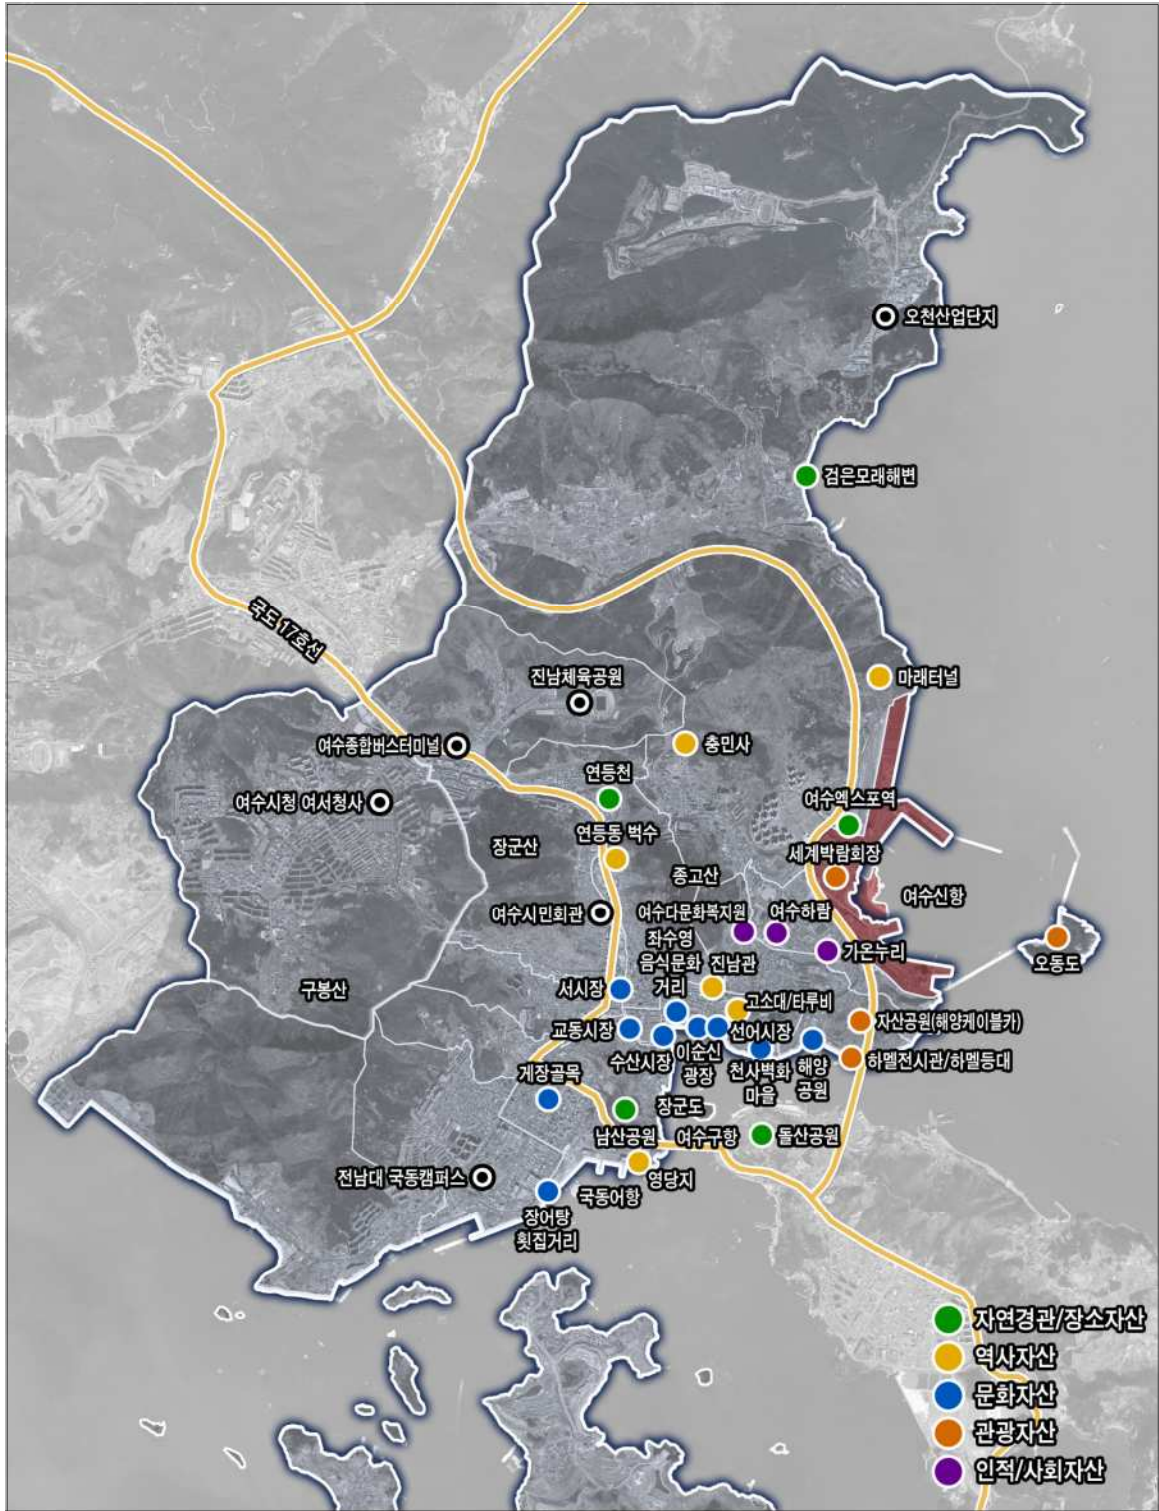 오천산업단지
검은모래해변
국도 17호선
진남체육공원
마래터널
여수종합버스터미널
충민사
연등천
여수시청 여서청사
여수엑스포역
연등동 벅수
장군산
세계박람회장
종고산
여수신항
여수시민회관
여수다문화복지원
여수하람
좌수영
음식문화
거리
진남관
가온누리
오동도
구봉산
서시장
고소대/타루비
교동시장
선어시장
자산공원(해양케이블카)
수산시장
이순신
광장
천사벽화
마을
해양
공원
하멜전시관/하멜등대
게장골목
장군도
남산공원
여수구항
돌산공원
전남대 국동캠퍼스
영당지
국동어항
장어탕
횟집거리
자연경관/장소자산
역사자산
문화자산
관광자산
인적/사회자산